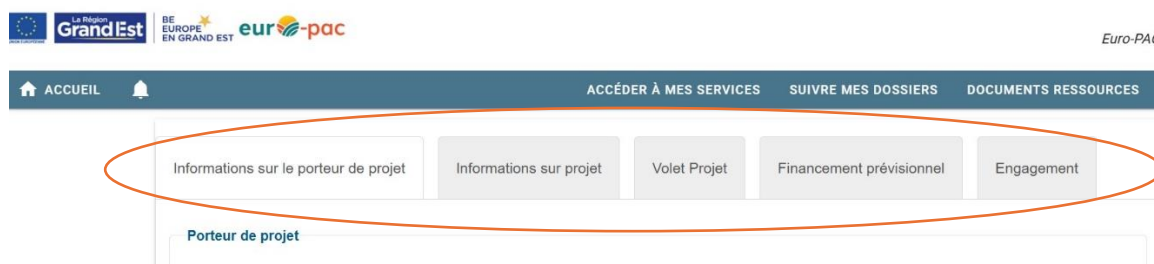 La Région
Grand Est
BE
EUROPE
EN GRAND EST
euro-pac
Euro-PAC
ACCUEIL
ACCÉDER À MES SERVICES
SUIVRE MES DOSSIERS
DOCUMENTS RESSOURCES
Informations sur le porteur de projet
Informations sur projet
Volet Projet
Financement prévisionnel
Engagement
Porteur de projet